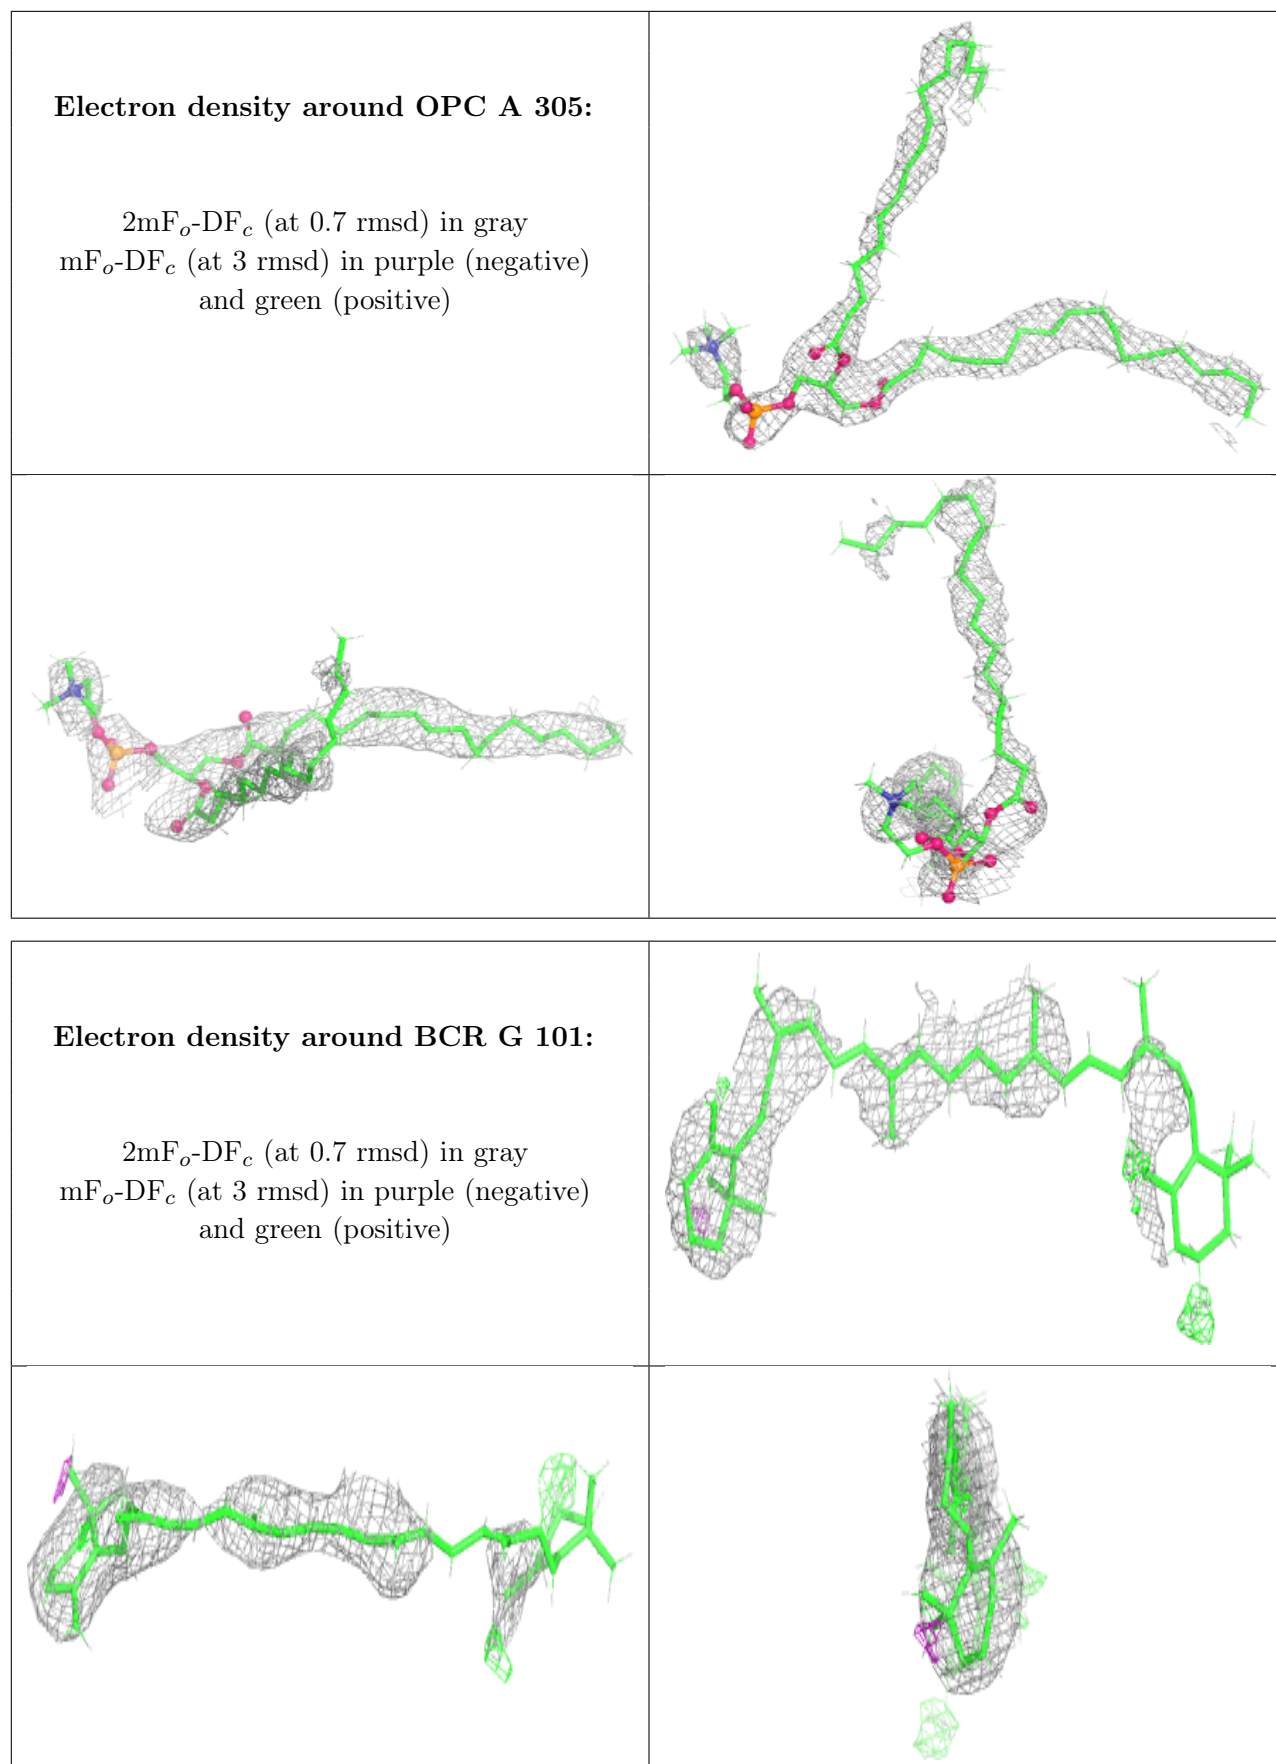 Electron density around OPC A 305:
2mFₒ-DF𝒸 (at 0.7 rmsd) in gray
mFₒ-DF𝒸 (at 3 rmsd) in purple (negative)
and green (positive)
Electron density around BCR G 101:
2mFₒ-DF𝒸 (at 0.7 rmsd) in gray
mFₒ-DF𝒸 (at 3 rmsd) in purple (negative)
and green (positive)